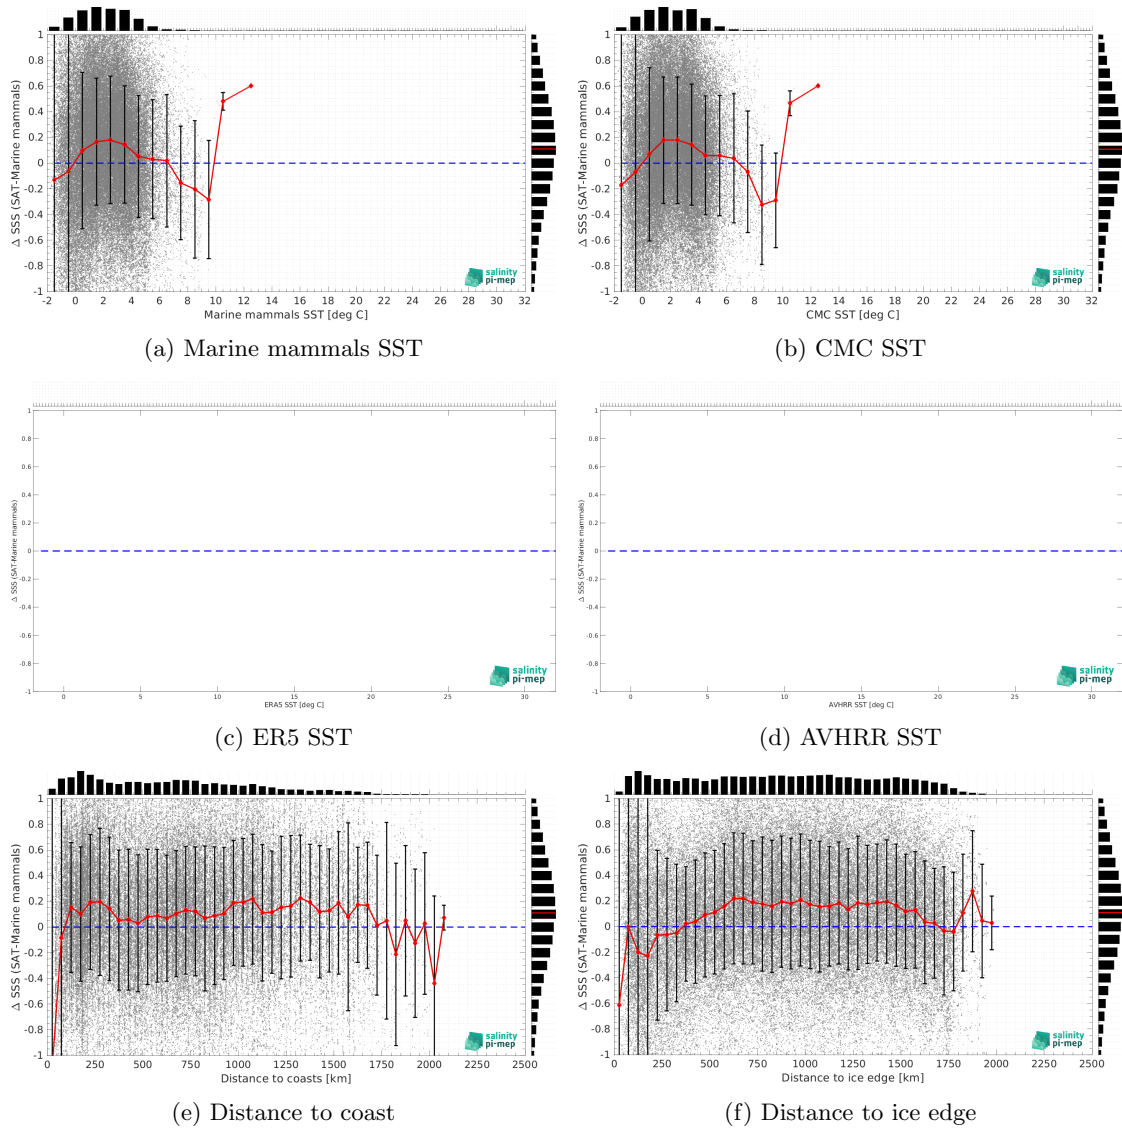 1
0.8
0.6
0.4
0.2
0
-0.2
-0.4
-0.6
-0.8
-1
Δ SSS (SAT-Marine mammals)
-2 0 2 4 6 8 10 12 14 16 18 20 22 24 26 28 30 32
Marine mammals SST [deg C]
salinity
pi-mep
(a) Marine mammals SST
1
0.8
0.6
0.4
0.2
0
-0.2
-0.4
-0.6
-0.8
-1
Δ SSS (SAT-Marine mammals)
-2 0 2 4 6 8 10 12 14 16 18 20 22 24 26 28 30 32
CMC SST [deg C]
salinity
pi-mep
(b) CMC SST
1
0.8
0.6
0.4
0.2
0
-0.2
-0.4
-0.6
-0.8
-1
Δ SSS (SAT-Marine mammals)
0 5 10 15 20 25 30
ERA5 SST [deg C]
salinity
pi-mep
(c) ER5 SST
1
0.8
0.6
0.4
0.2
0
-0.2
-0.4
-0.6
-0.8
-1
Δ SSS (SAT-Marine mammals)
0 5 10 15 20 25 30
AVHRR SST [deg C]
salinity
pi-mep
(d) AVHRR SST
1
0.8
0.6
0.4
0.2
0
-0.2
-0.4
-0.6
-0.8
-1
Δ SSS (SAT-Marine mammals)
0 250 500 750 1000 1250 1500 1750 2000 2250 2500
Distance to coasts [km]
salinity
pi-mep
(e) Distance to coast
1
0.8
0.6
0.4
0.2
0
-0.2
-0.4
-0.6
-0.8
-1
Δ SSS (SAT-Marine mammals)
0 250 500 750 1000 1250 1500 1750 2000 2250 2500
Distance to ice edge [km]
salinity
pi-mep
(f) Distance to ice edge